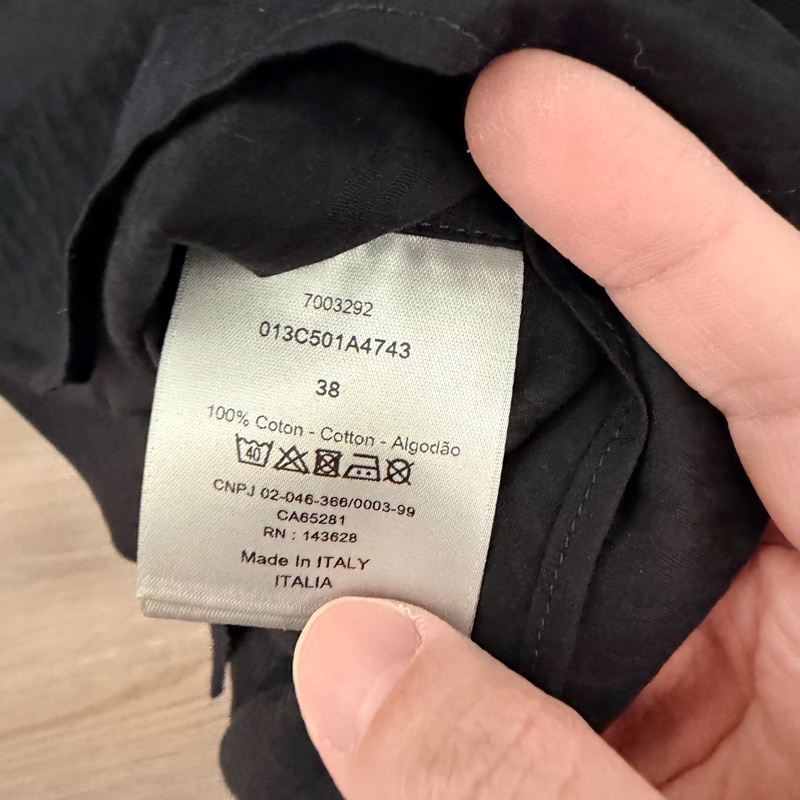 7003292
013C501A4743
38
100% Coton - Cotton - Algodão
40
CNPJ 02-046-366/0003-99
CA65281
RN : 143628
Made In ITALY
ITALIA